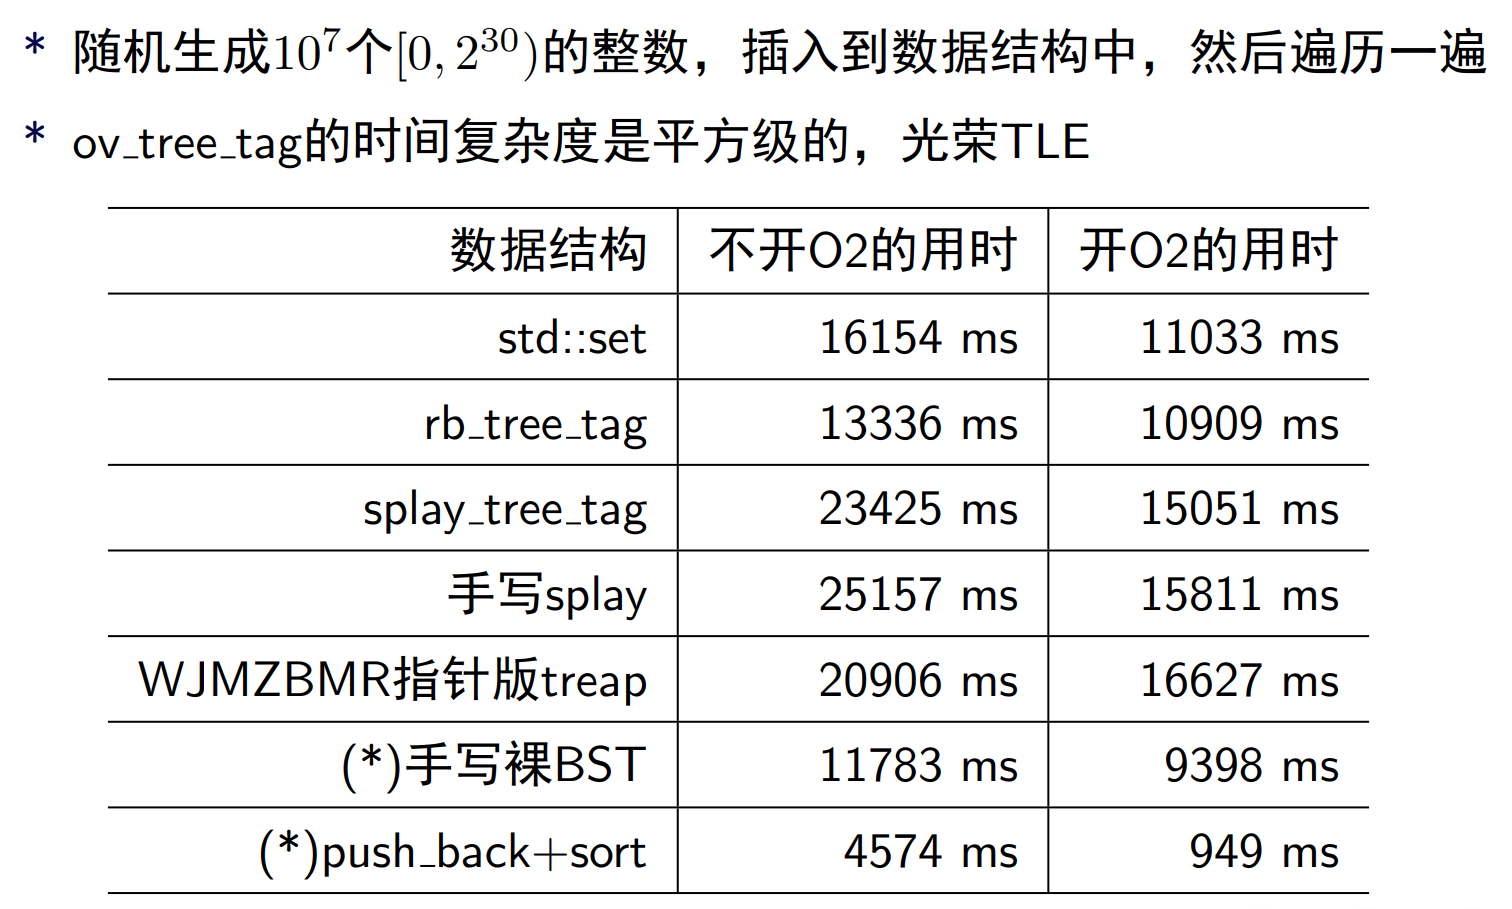 * 随机生成10^7个[0, 2^30)的整数，插入到数据结构中，然后遍历一遍
* ov_tree_tag的时间复杂度是平方级的，光荣TLE
数据结构 不开O2的用时 开O2的用时
std::set 16154 ms 11033 ms
rb_tree_tag 13336 ms 10909 ms
splay_tree_tag 23425 ms 15051 ms
手写splay 25157 ms 15811 ms
WJMZBMR指针版treap 20906 ms 16627 ms
(*)手写裸BST 11783 ms 9398 ms
(*)push_back+sort 4574 ms 949 ms